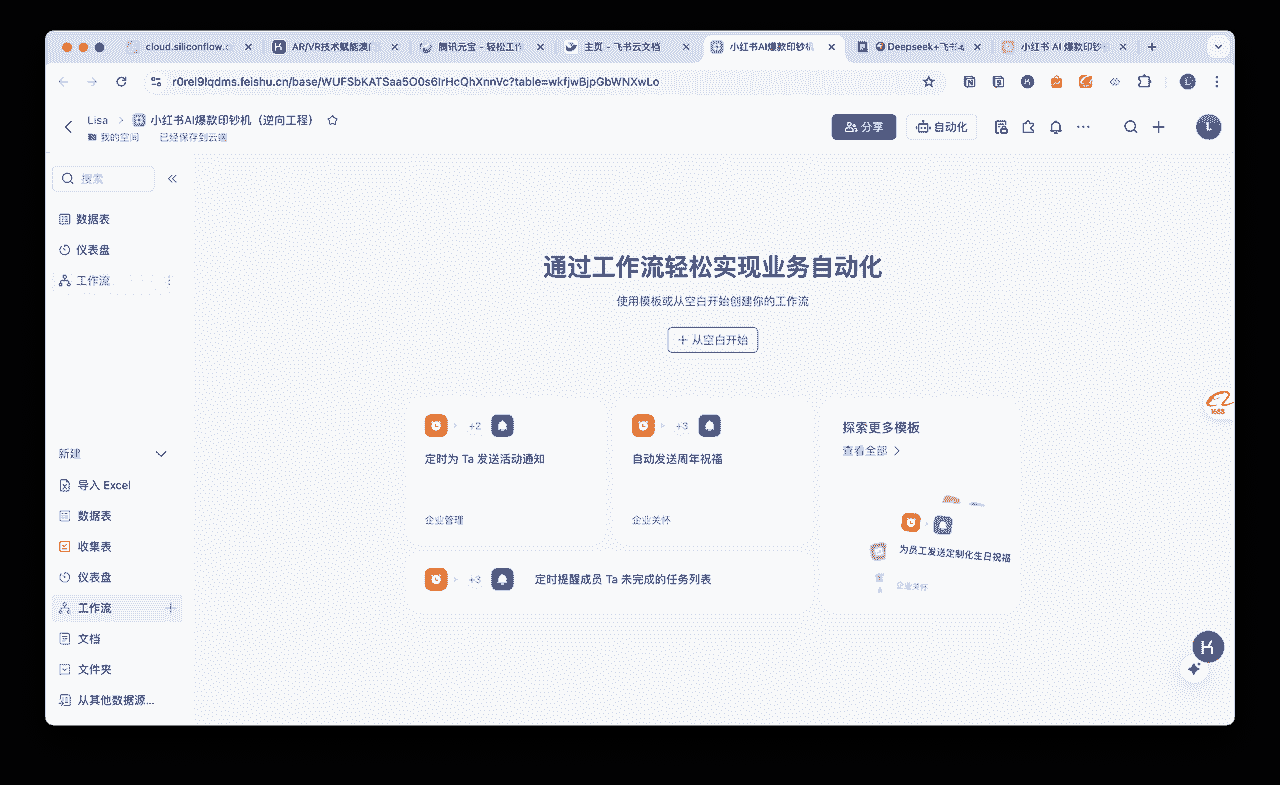 cloud.siliconflow.c
AR/VR技术赋能澳门
腾讯元宝 - 轻松工作
主页 - 飞书云文档
小红书AI爆款印钞机
Deepseek+飞书
小红书 AI 爆款印钞
r0rel9lqdms.feishu.cn/base/WUFSbKATSaa5O0s6IrHcQhXnnVc?table=wkfjwBjpGbWNXwLo
Lisa
小红书AI爆款印钞机（逆向工程）
我的空间
已经保存到云端
分享
自动化
L
搜索
数据表
仪表盘
工作流
通过工作流轻松实现业务自动化
使用模板或从空白开始创建你的工作流
从空白开始
+2
定时为 Ta 发送活动通知
企业管理
+3
自动发送周年祝福
企业关怀
探索更多模板
查看全部
为员工发送定制化生日祝福
企业关怀
+3
定时提醒成员 Ta 未完成的任务列表
1688
新建
导入 Excel
数据表
收集表
仪表盘
工作流
文档
文件夹
从其他数据源...